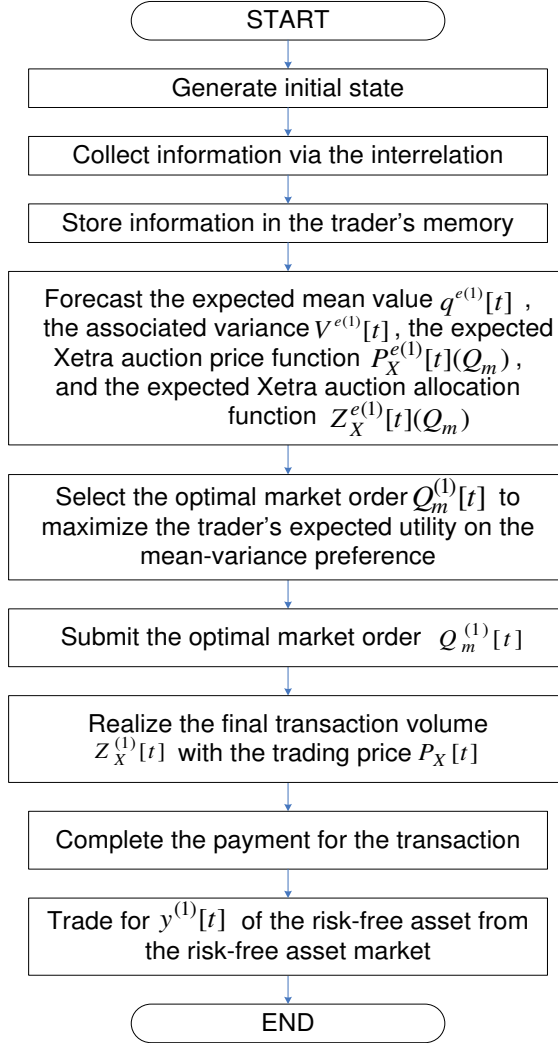 START
Generate initial state
Collect information via the interrelation
Store information in the trader's memory
Forecast the expected mean value q^{e(1)}[t] ,
the associated variance V^{e(1)}[t] , the expected
Xetra auction price function P_X^{e(1)}[t](Q_m) ,
and the expected Xetra auction allocation
function Z_X^{e(1)}[t](Q_m)
Select the optimal market order Q_m^{(1)}[t] to
maximize the trader's expected utility on the
mean-variance preference
Submit the optimal market order Q_m^{(1)}[t]
Realize the final transaction volume
Z_X^{(1)}[t] with the trading price P_X[t]
Complete the payment for the transaction
Trade for y^{(1)}[t] of the risk-free asset from
the risk-free asset market
END